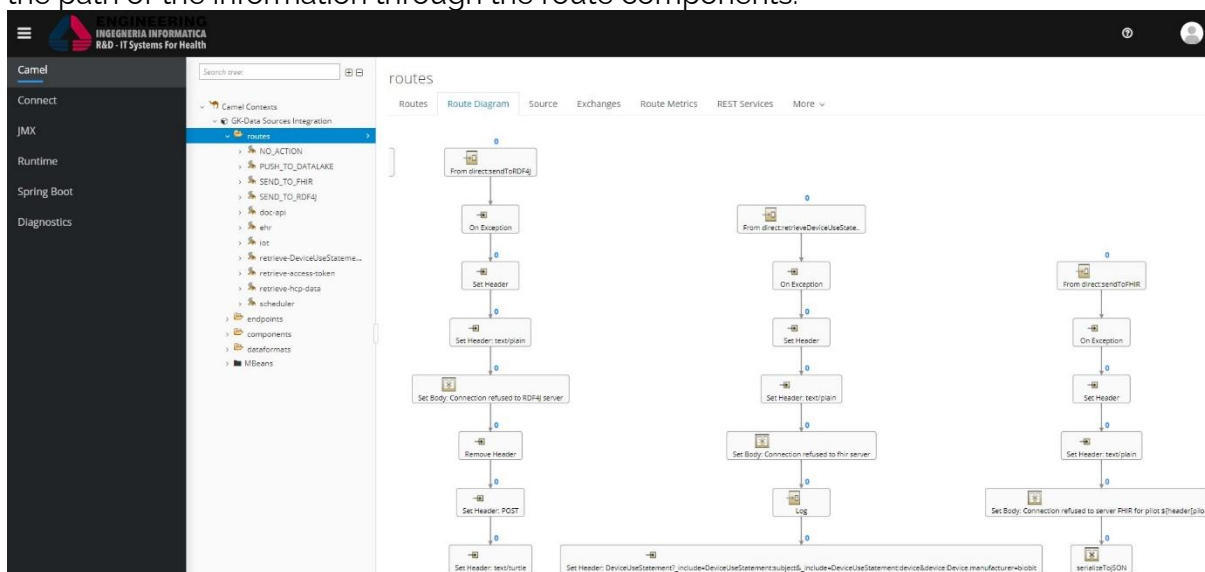 the path of the information through the route components.
ENGINEERING
INGEGNERIA INFORMATICA
R&D - IT Systems For Health
Camel
Connect
JMX
Runtime
Spring Boot
Diagnostics
Search tree:
Camel Contexts
GK-Data Sources Integration
routes
NO_ACTION
PUSH_TO_DATALAKE
SEND_TO_FHIR
SEND_TO_RDF4J
doc-api
ehr
iot
retrieve-DeviceUseStateme...
retrieve-access-token
retrieve-hcp-data
scheduler
endpoints
components
dataformats
MBeans
routes
Routes Route Diagram Source Exchanges Route Metrics REST Services More
0
From direct:sendToRDF4J
On Exception
0
Set Header
0
Set Header: text/plain
0
Set Body: Connection refused to RDF4J server
0
Remove Header
0
Set Header: POST
0
Set Header: text/turtle
0
From direct:retrieveDeviceUseState..
On Exception
0
Set Header
0
Set Header: text/plain
0
Set Body: Connection refused to fhir server
0
Log
0
Set Header: DeviceUseStatement?_include=DeviceUseStatement:subject&_include=DeviceUseStatement:device&device:Device.manufacturer=biobit
0
From direct:sendToFHIR
On Exception
0
Set Header
0
Set Header: text/plain
0
Set Body: Connection refused to server FHIR for pilot ${header[pilo
0
serializeToJSON